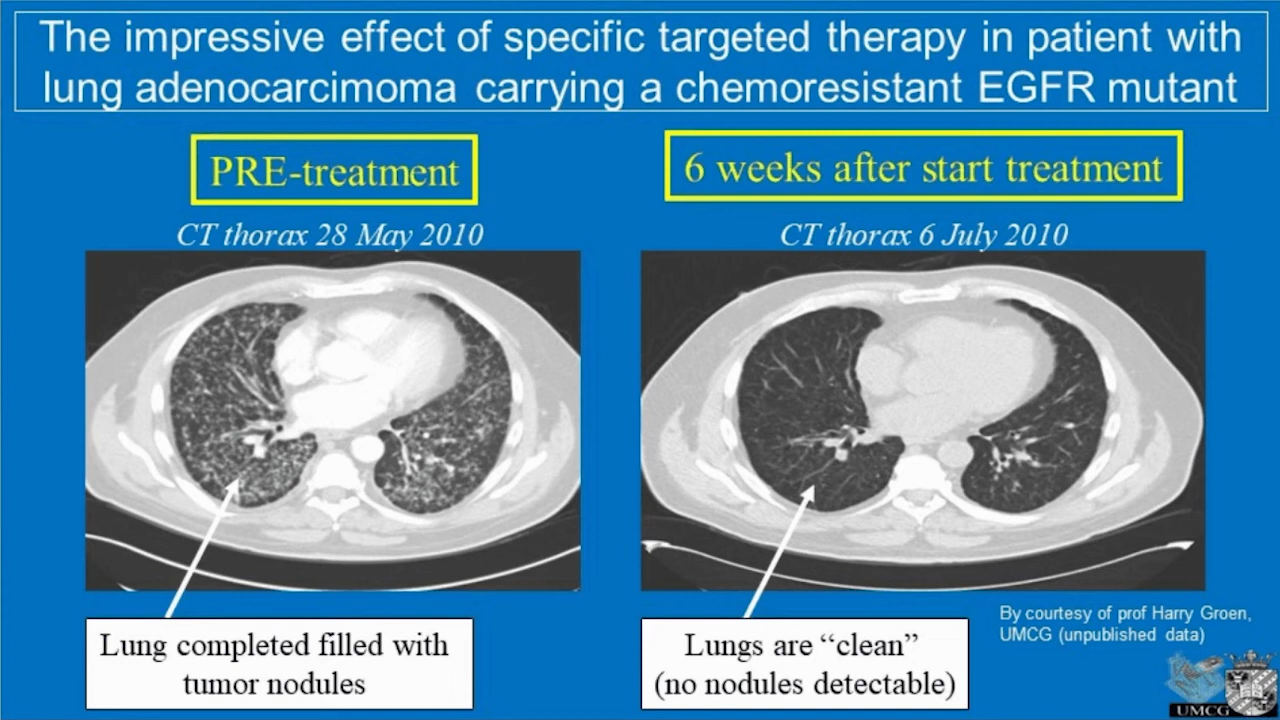 The impressive effect of specific targeted therapy in patient with
lung adenocarcimoma carrying a chemoresistant EGFR mutant
PRE-treatment
6 weeks after start treatment
CT thorax 28 May 2010
CT thorax 6 July 2010
Lung completed filled with
tumor nodules
Lungs are “clean”
(no nodules detectable)
By courtesy of prof Harry Groen,
UMCG (unpublished data)
UMCG